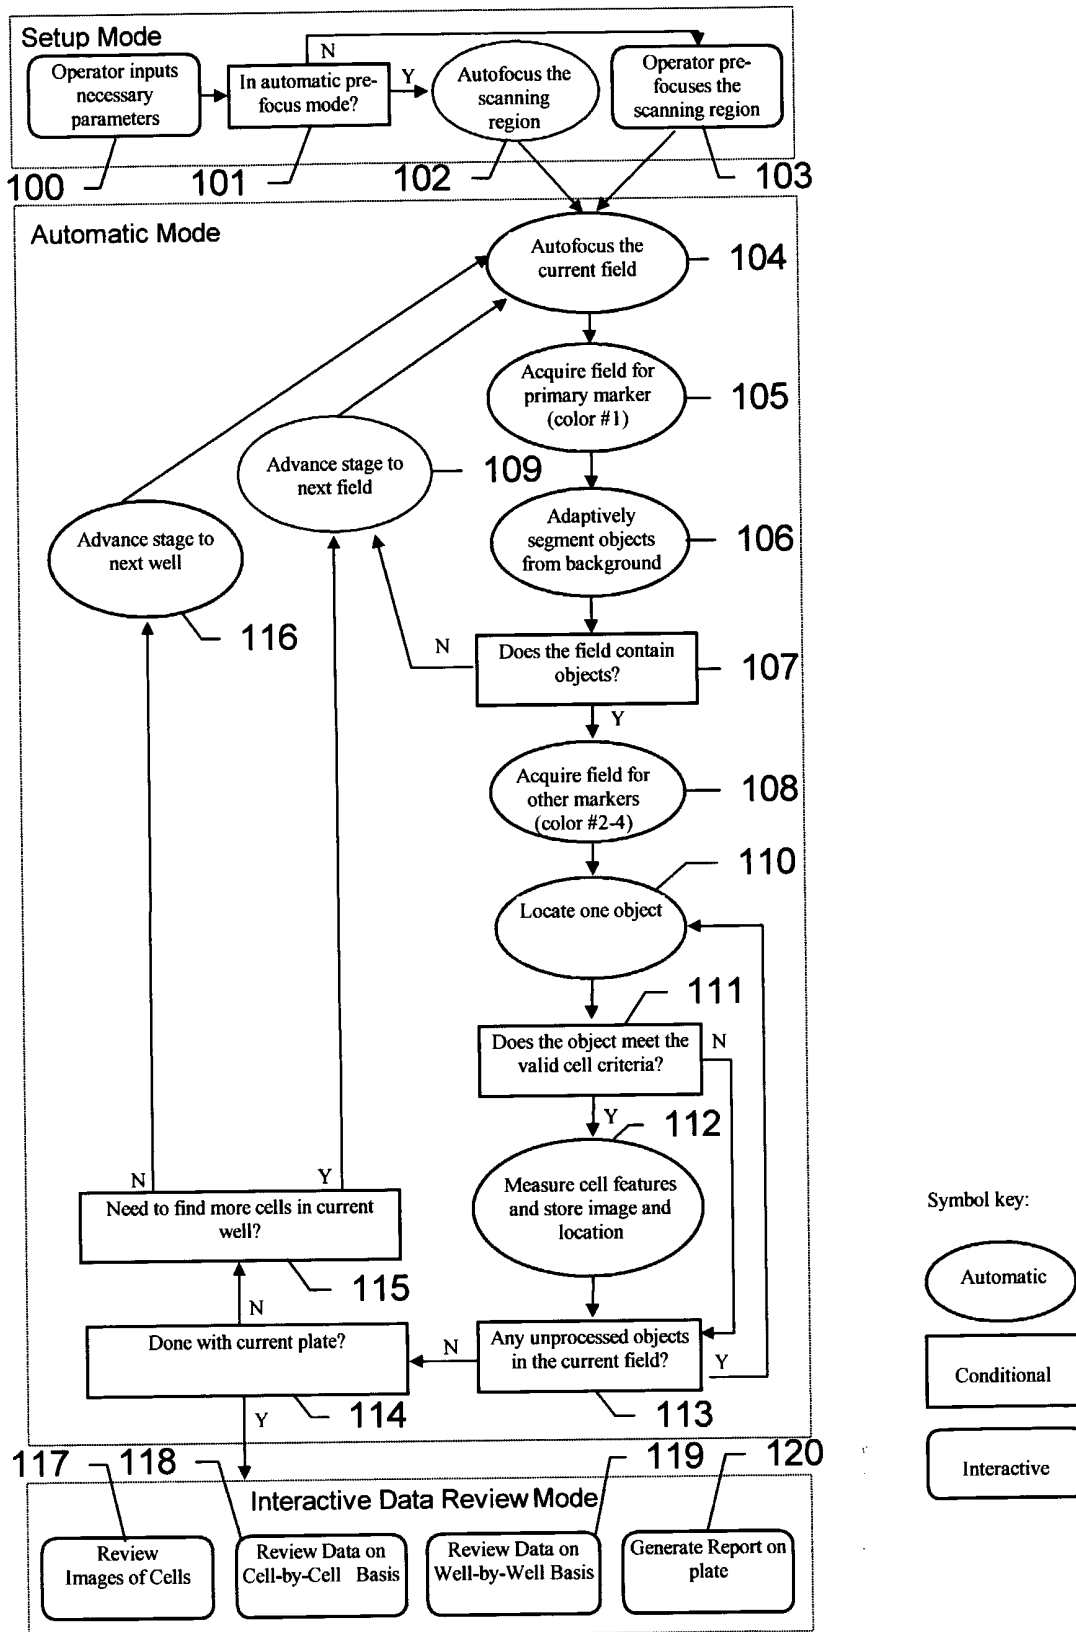 Setup Mode
Operator inputs
necessary
parameters
In automatic pre-
focus mode?
N
Y
Autofocus the
scanning
region
Operator pre-
focuses the
scanning region
100
101
102
103
Automatic Mode
Autofocus the
current field
104
Acquire field for
primary marker
(color #1)
105
Advance stage to
next field
109
Adaptively
segment objects
from background
106
Advance stage to
next well
116
N
Does the field contain
objects?
107
Y
Acquire field for
other markers
(color #2-4)
108
110
Locate one object
111
Does the object meet the
valid cell criteria?
N
Y
112
Measure cell features
and store image and
location
N
Y
Need to find more cells in current
well?
115
N
Done with current plate?
N
Any unprocessed objects
in the current field?
Y
114
113
Y
117
118
119
120
Interactive Data Review Mode
Review
Images of Cells
Review Data on
Cell-by-Cell Basis
Review Data on
Well-by-Well Basis
Generate Report on
plate
Symbol key:
Automatic
Conditional
Interactive